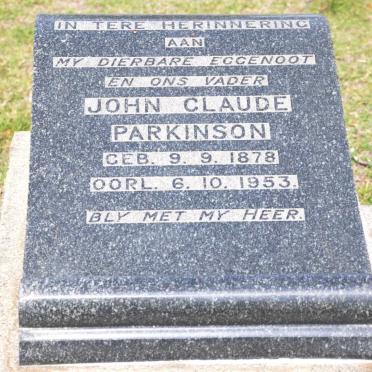 IN TERE HERINNERING
AAN
MY DIERBARE EGGENOOT
EN ONS VADER
JOHN CLAUDE
PARKINSON
GEB. 9. 9. 1878
OORL. 6. 10. 1953.
BLY MET MY HEER.